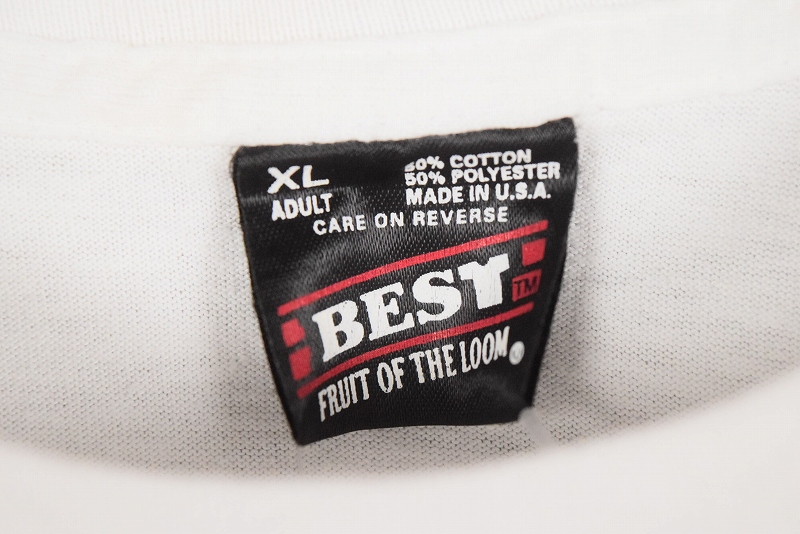 XL
ADULT
50% COTTON
50% POLYESTER
MADE IN U.S.A.
CARE ON REVERSE
BEST TM
FRUIT OF THE LOOM®